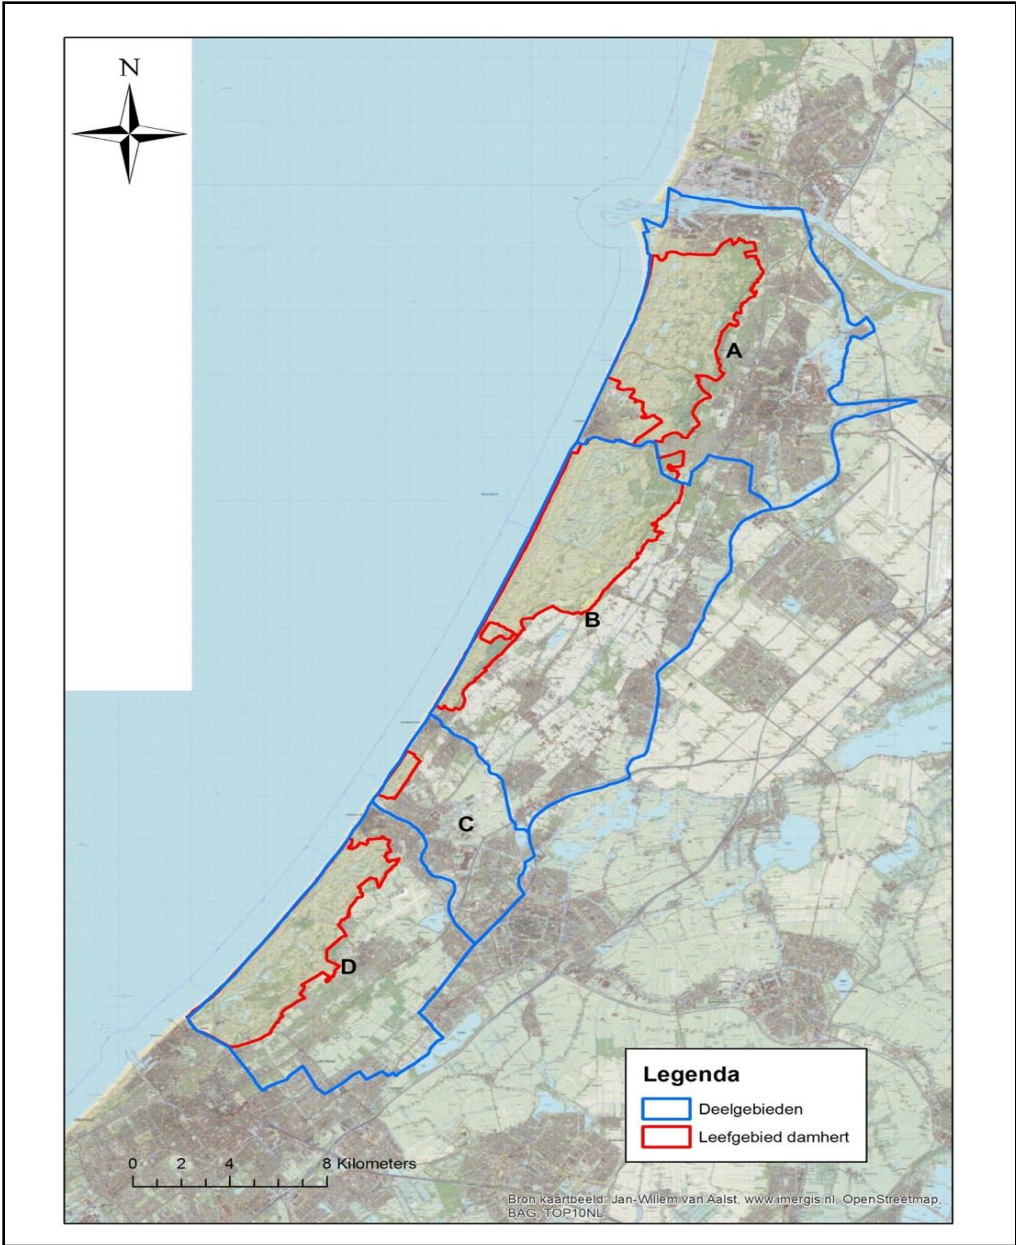 N
A
B
C
D
Legenda
Deelgebieden
Leefgebied damhert
0 2 4 8 Kilometers
Bron kaartbeeld: Jan-Willem van Aalst, www.imergis.nl, OpenStreetmap,
BAG, TOP10NL.